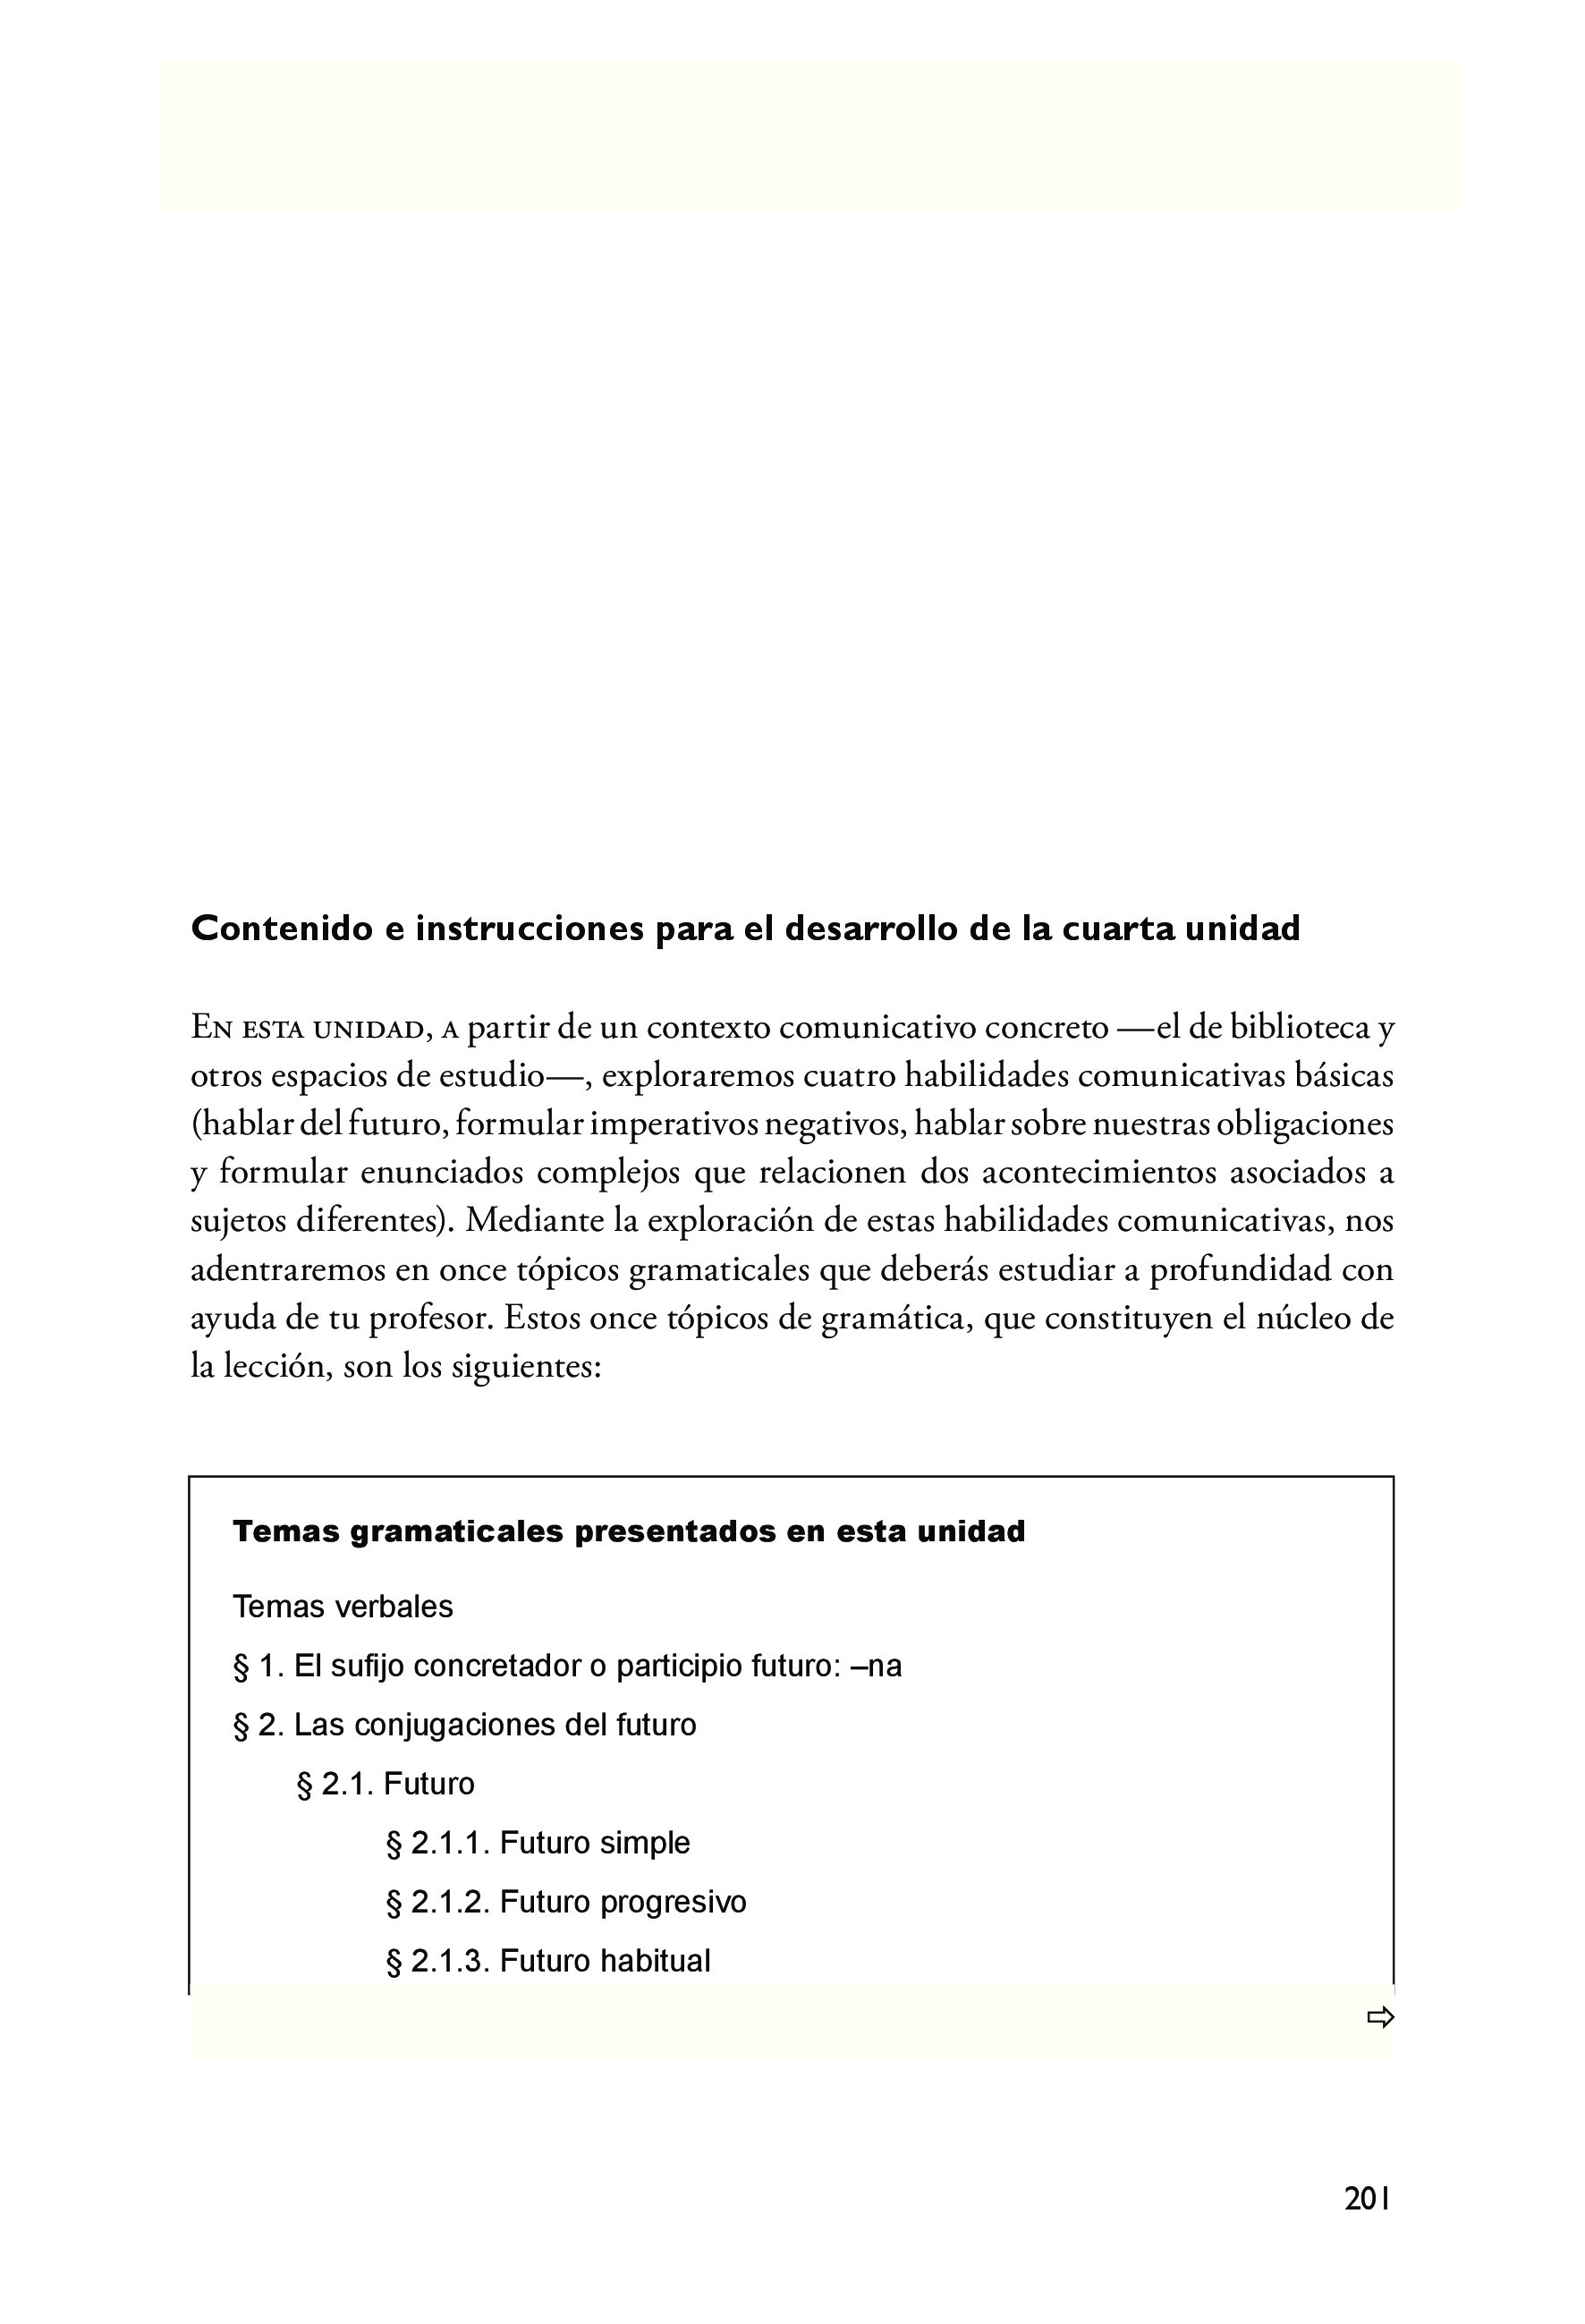 Contenido e instrucciones para el desarrollo de la cuarta unidad
En esta unidad, a partir de un contexto comunicativo concreto —el de biblioteca y
otros espacios de estudio—, exploraremos cuatro habilidades comunicativas básicas
(hablar del futuro, formular imperativos negativos, hablar sobre nuestras obligaciones
y formular enunciados complejos que relacionen dos acontecimientos asociados a
sujetos diferentes). Mediante la exploración de estas habilidades comunicativas, nos
adentraremos en once tópicos gramaticales que deberás estudiar a profundidad con
ayuda de tu profesor. Estos once tópicos de gramática, que constituyen el núcleo de
la lección, son los siguientes:
Temas gramaticales presentados en esta unidad
Temas verbales
§ 1. El sufijo concretador o participio futuro: –na
§ 2. Las conjugaciones del futuro
§ 2.1. Futuro
§ 2.1.1. Futuro simple
§ 2.1.2. Futuro progresivo
§ 2.1.3. Futuro habitual
⇨
201